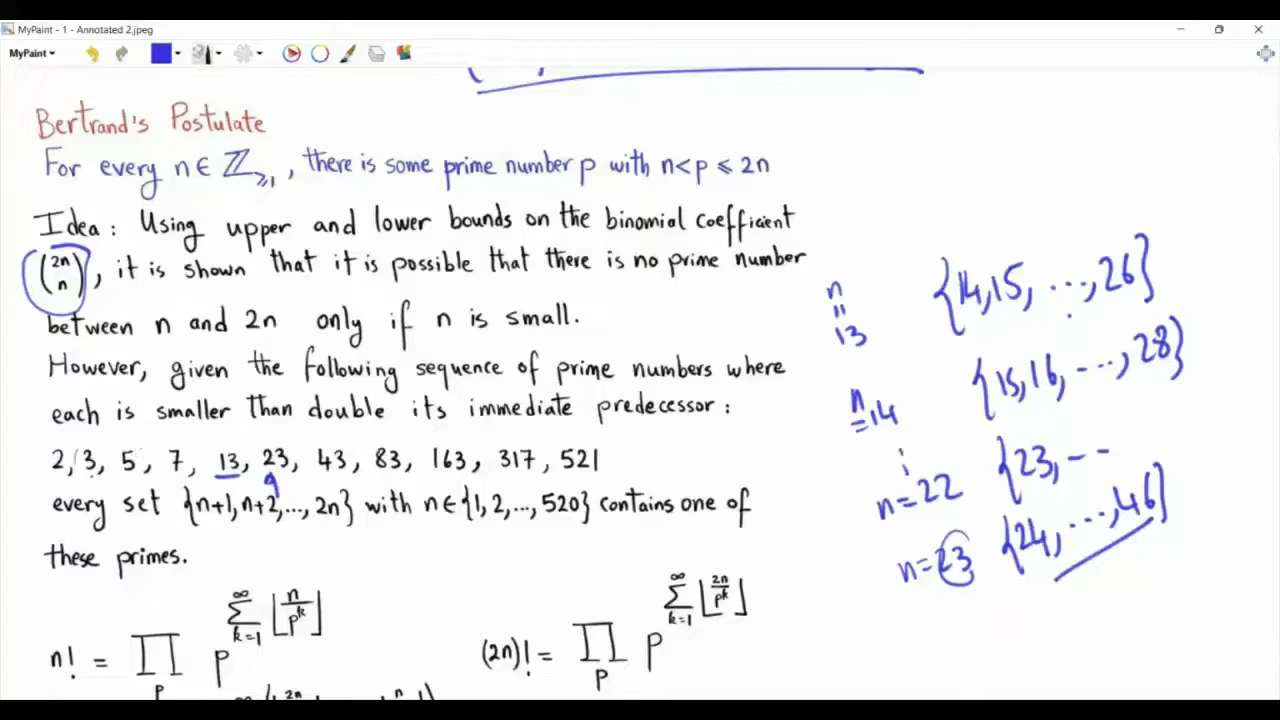 MyPaint - 1 - Annotated 2.jpeg
MyPaint
Bertrand's Postulate
For every n∈ℤ⩾1, there is some prime number p with n<p⩽2n
Idea: Using upper and lower bounds on the binomial coefficient
(2n n), it is shown that it is possible that there is no prime number
between n and 2n only if n is small.
However, given the following sequence of prime numbers where
each is smaller than double its immediate predecessor:
2, 3, 5, 7, 13, 23, 43, 83, 163, 317, 521
every set {n+1, n+2, ..., 2n} with n∈{1, 2, ..., 520} contains one of
these primes.
n! = ∏_p p^{∑_{k=1}^∞ ⌊n/p^k⌋} (2n)! = ∏_p p^{∑_{k=1}^∞ ⌊2n/p^k⌋}
n = 13 {14, 15, ..., 26}
n = 14 {15, 16, ..., 28}
⋮
n = 22 {23, --
n = 23 {24, ..., 46}